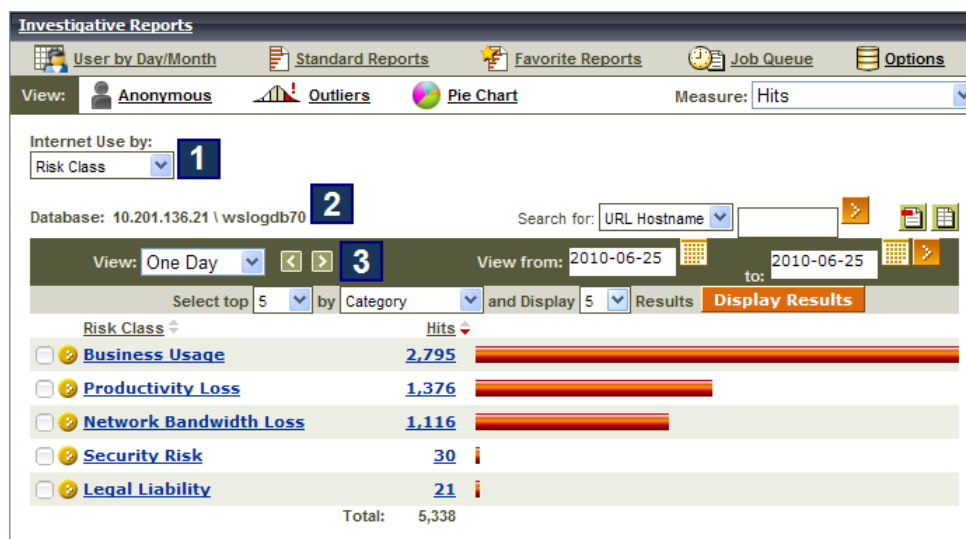 Investigative Reports
User by Day/Month Standard Reports Favorite Reports Job Queue Options
View: Anonymous Outliers Pie Chart Measure: Hits
Internet Use by:
Risk Class 1
Database: 10.201.136.21 \ wslogdb70 2 Search for: URL Hostname
View: One Day 3 View from: 2010-06-25 to: 2010-06-25
Select top 5 by Category and Display 5 Results Display Results
Risk Class Hits
Business Usage 2,795
Productivity Loss 1,376
Network Bandwidth Loss 1,116
Security Risk 30
Legal Liability 21
Total: 5,338